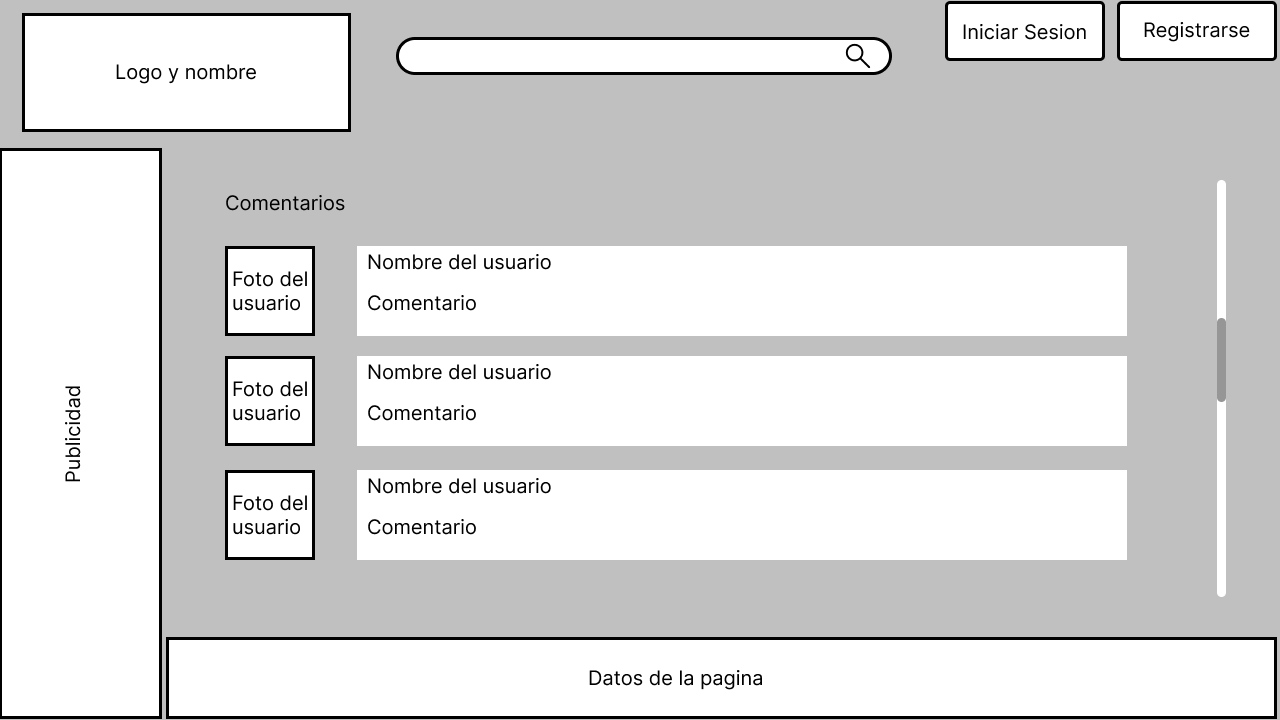 Logo y nombre
Iniciar Sesion
Registrarse
Publicidad
Comentarios
Foto del
usuario
Nombre del usuario
Comentario
Foto del
usuario
Nombre del usuario
Comentario
Foto del
usuario
Nombre del usuario
Comentario
Datos de la pagina